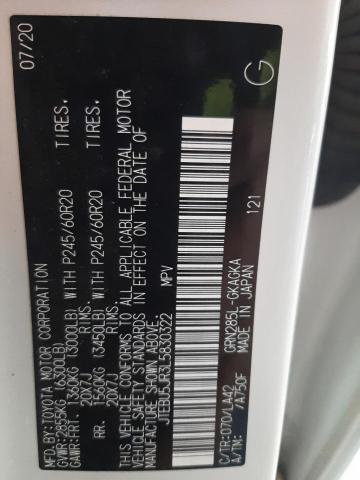 MFD.BY:TOYOTA MOTOR CORPORATION 07/20
GVWR:2855KG (6300LB)
GAWR:FRT. 1360KG (3000LB) WITH P245/60R20 TIRES.
20X7J RIMS.
RR. 1565KG (3450LB) WITH P245/60R20 TIRES.
20X7J RIMS.
THIS VEHICLE CONFORMS TO ALL APPLICABLE FEDERAL MOTOR
VEHICLE SAFETY STANDARDS IN EFFECT ON THE DATE OF
MANUFACTURE SHOWN ABOVE.
JTEBU5JR3L5830322 MPV
C/TR:070/LA42 GRN285L-GKAGKA
A/TM: /A750F MADE IN JAPAN 121
G